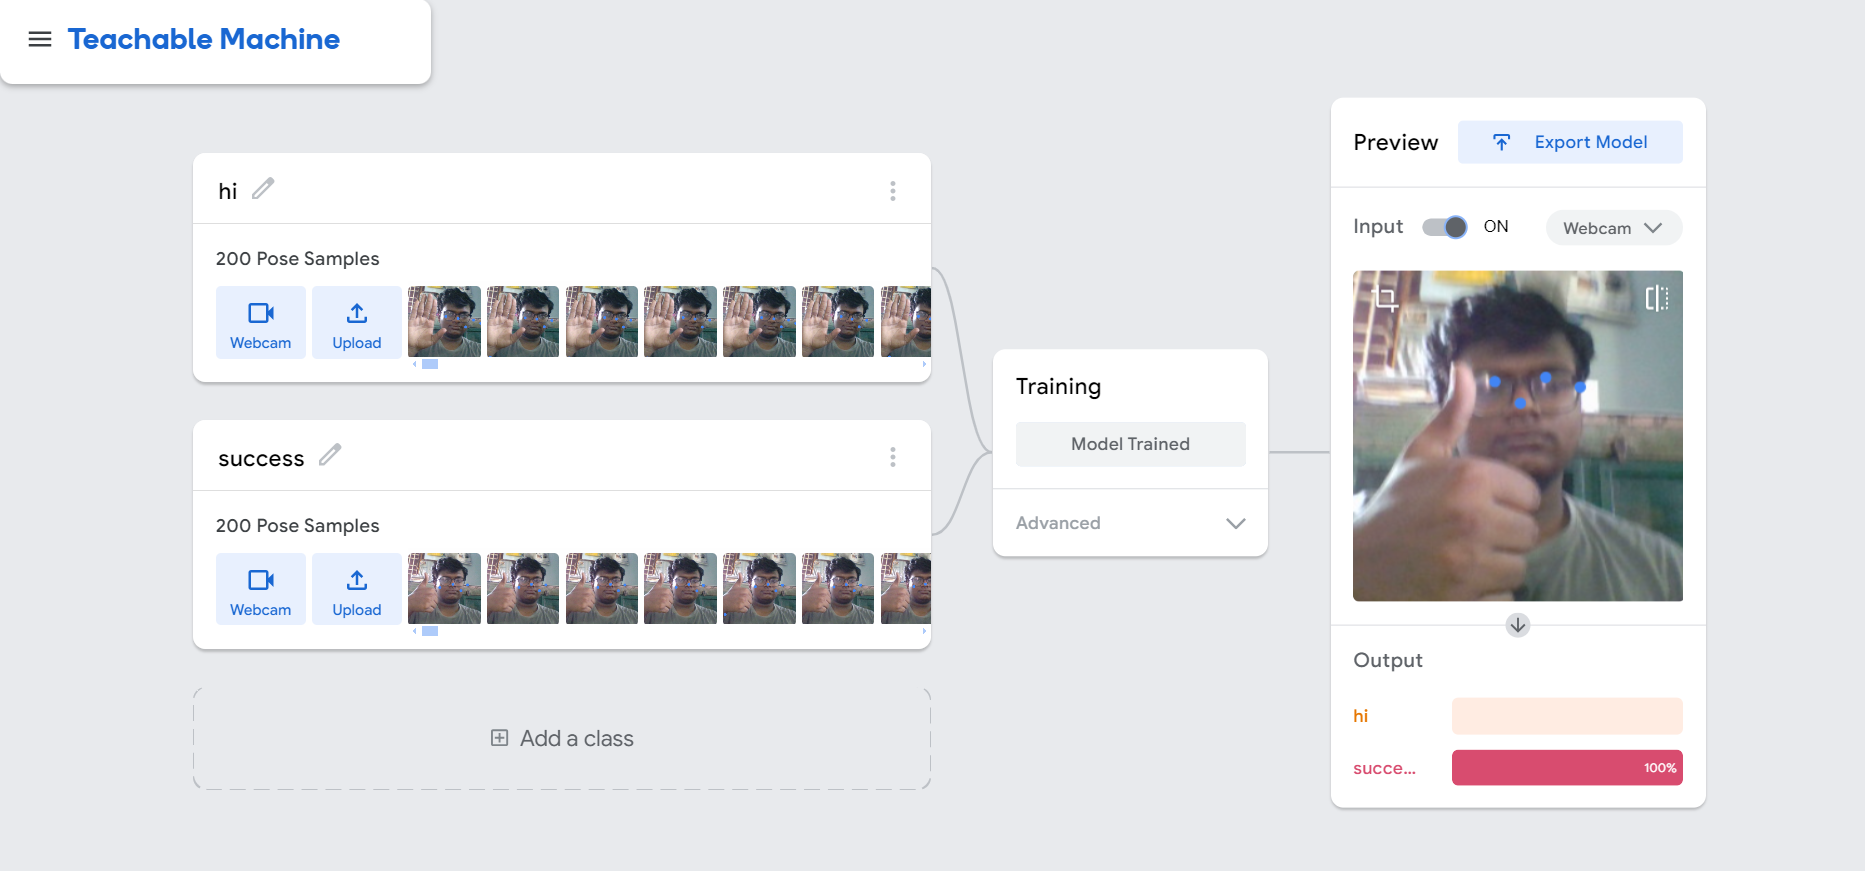 Teachable Machine
hi
200 Pose Samples
Webcam
Upload
success
200 Pose Samples
Webcam
Upload
Add a class
Training
Model Trained
Advanced
Preview
Export Model
Input
ON
Webcam
Output
hi
succe...
100%